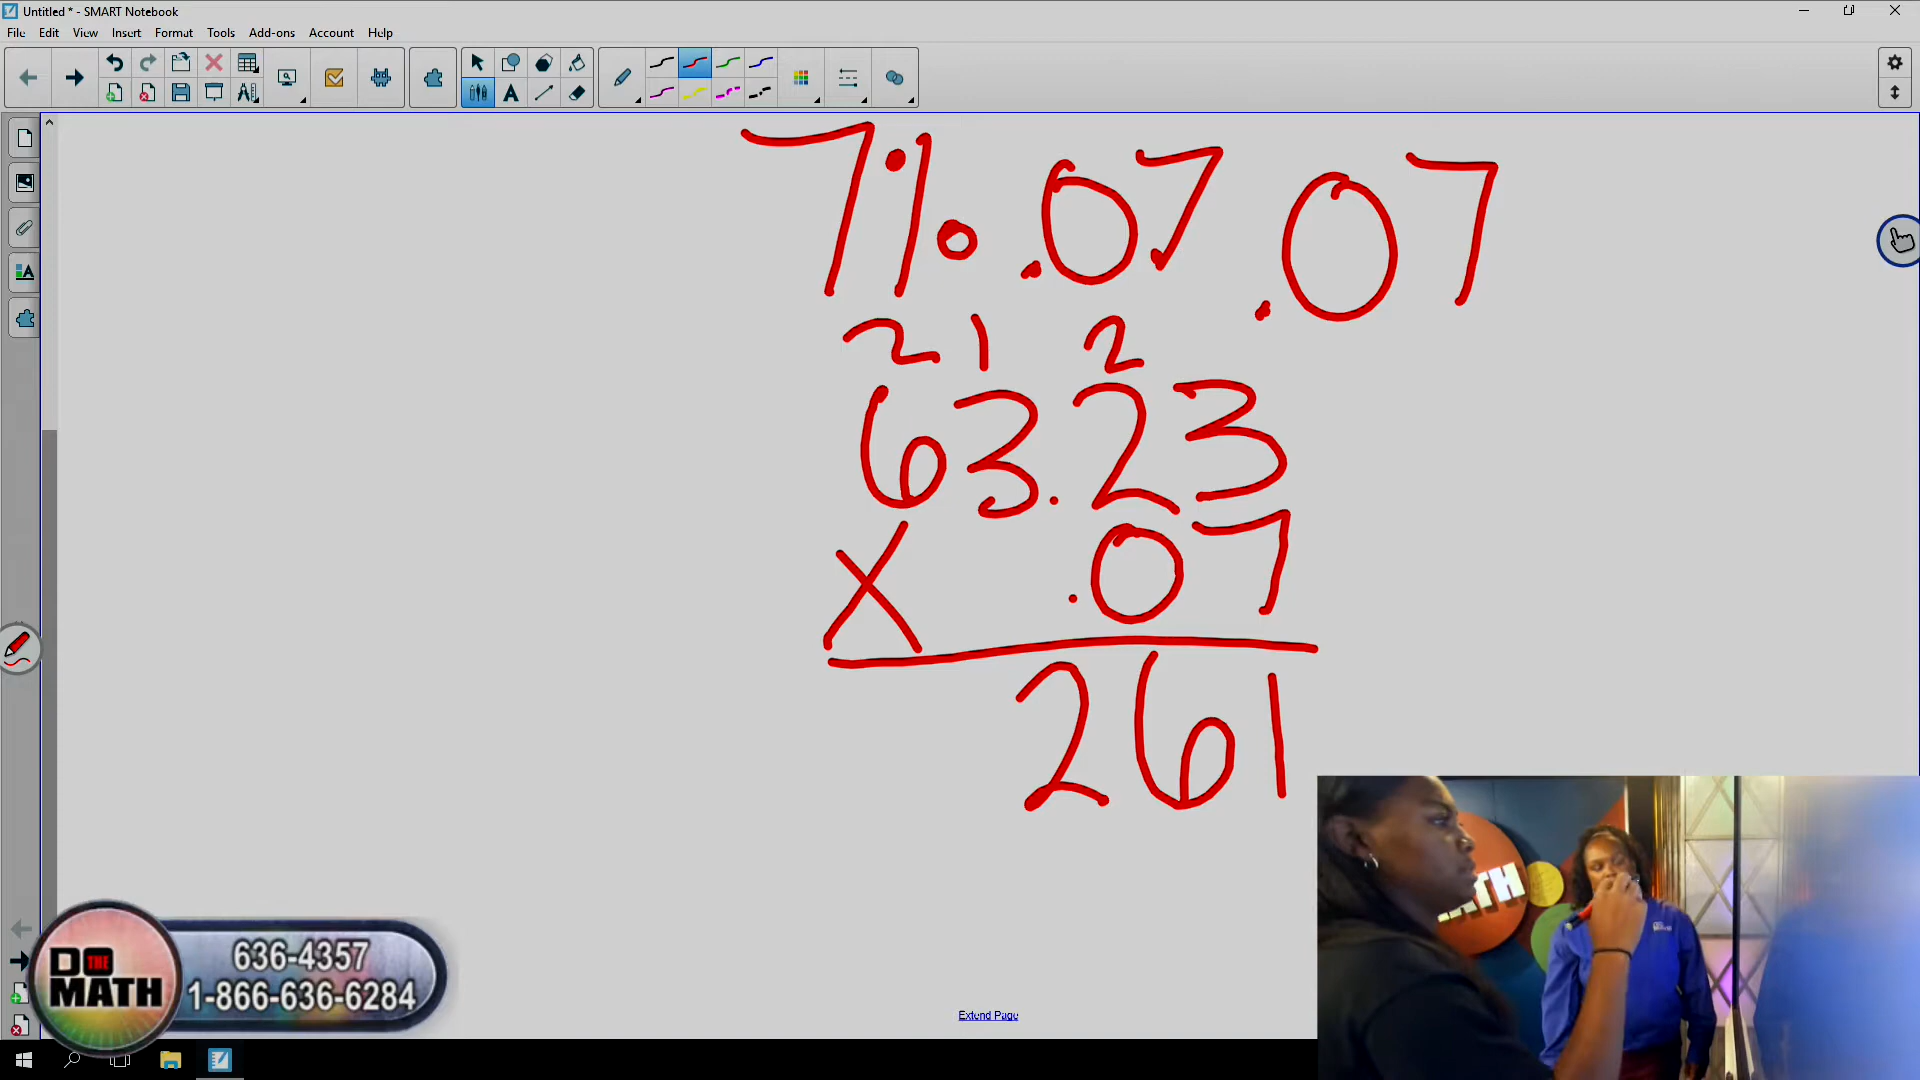 Untitled * - SMART Notebook
File Edit View Insert Format Tools Add-ons Account Help
7% .07 .07
2 1 2
63.23
X .07
261
MATH
DO THE MATH
636-4357
1-866-636-6284
Extend Page